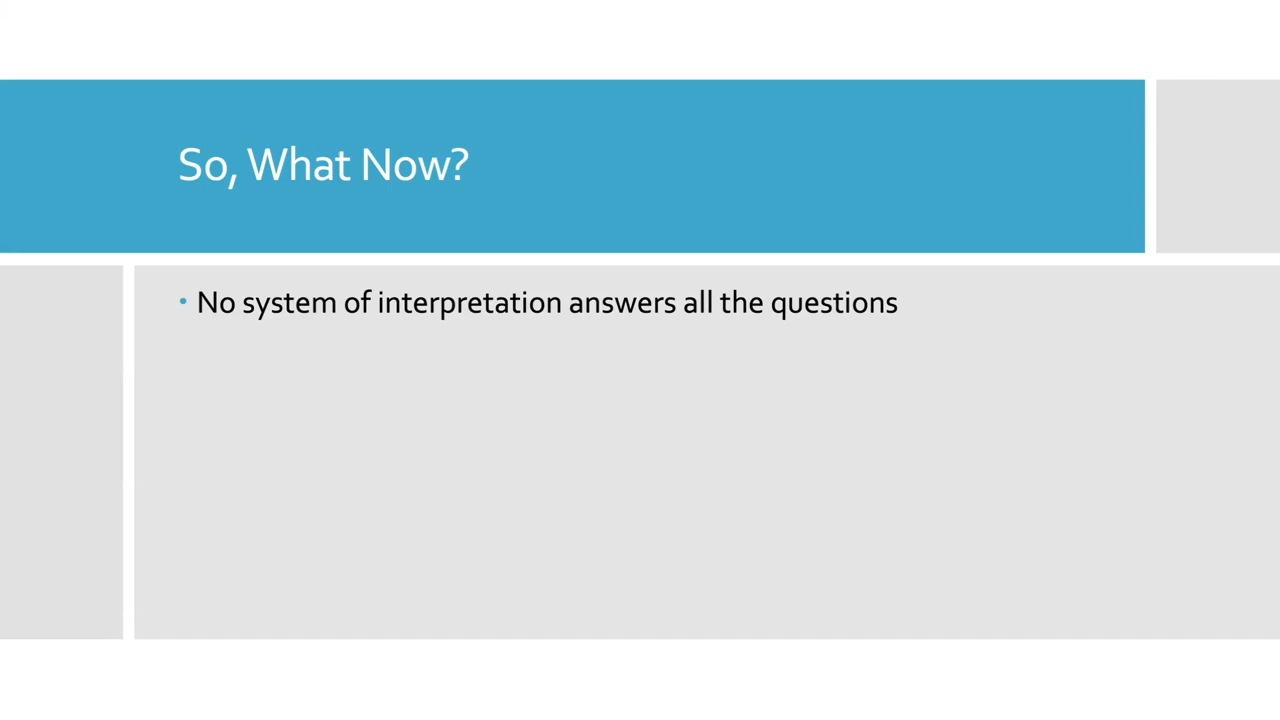 So, What Now?
• No system of interpretation answers all the questions